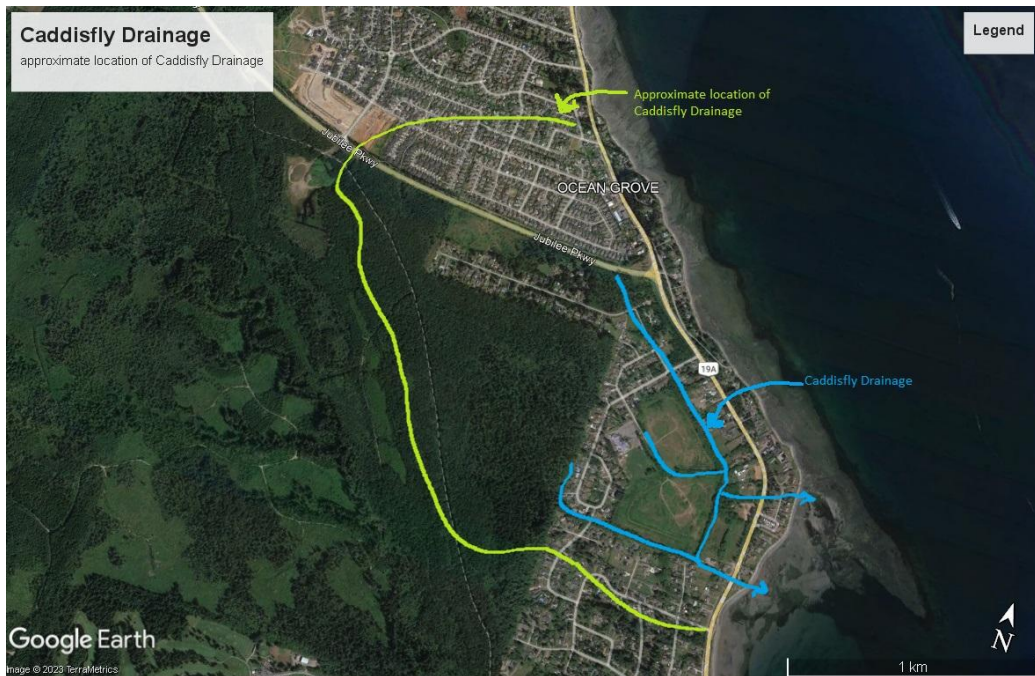 Caddisfly Drainage
approximate location of Caddisfly Drainage
Legend
Approximate location of
Caddisfly Drainage
Jubilee Pkwy
OCEAN GROVE
Jubilee Pkwy
19A
Caddisfly Drainage
Google Earth
Image © 2023 TerraMetrics
N
1 km